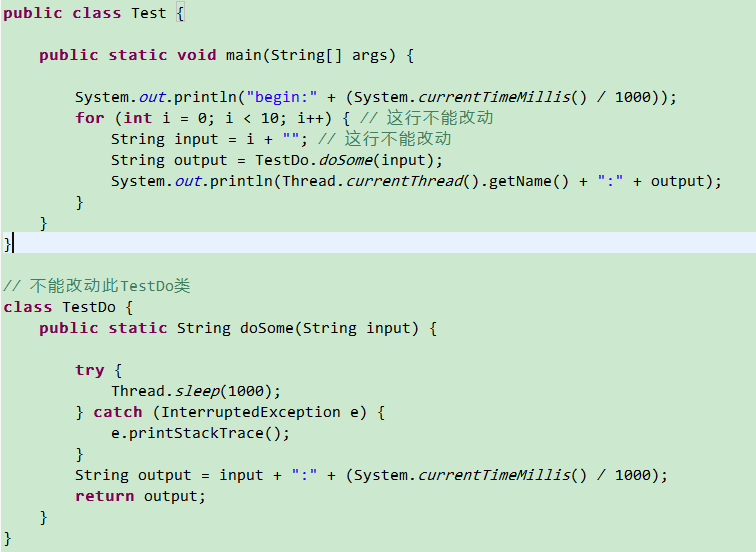 public class Test {
public static void main(String[] args) {
System.out.println("begin:" + (System.currentTimeMillis() / 1000));
for (int i = 0; i < 10; i++) { // 这行不能改动
String input = i + ""; // 这行不能改动
String output = TestDo.doSome(input);
System.out.println(Thread.currentThread().getName() + ":" + output);
}
}
}
// 不能改动此TestDo类
class TestDo {
public static String doSome(String input) {
try {
Thread.sleep(1000);
} catch (InterruptedException e) {
e.printStackTrace();
}
String output = input + ":" + (System.currentTimeMillis() / 1000);
return output;
}
}